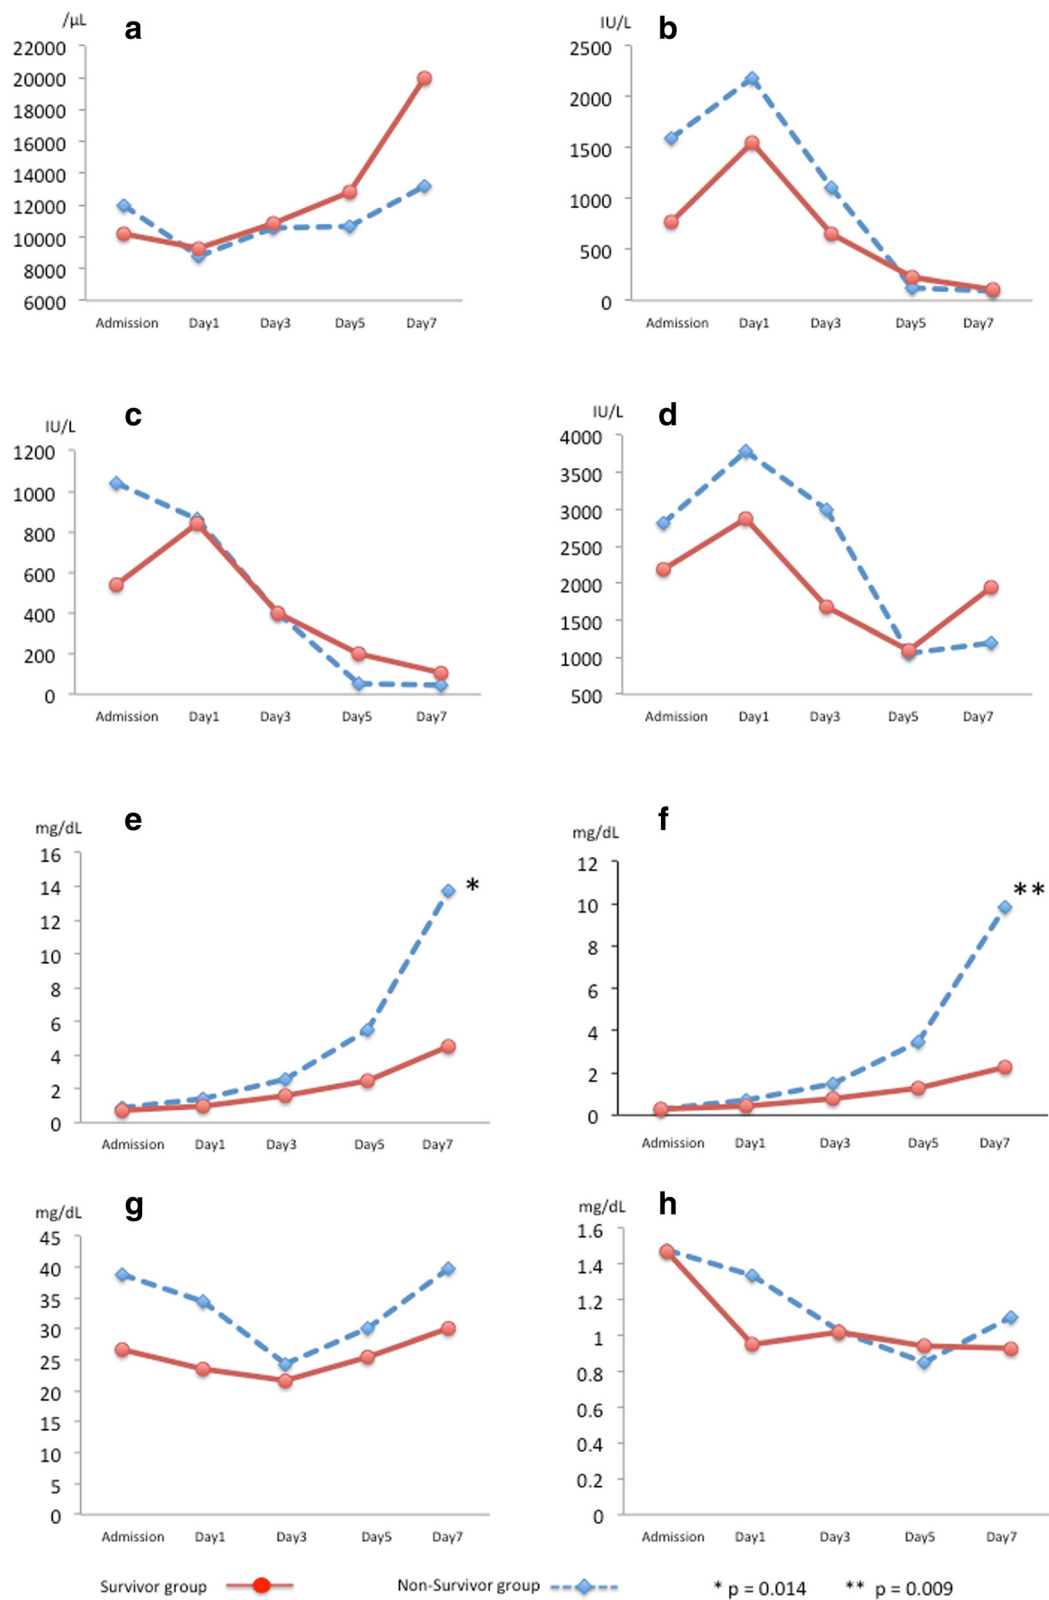 /µL
a
22000
20000
18000
16000
14000
12000
10000
8000
6000
Admission Day1 Day3 Day5 Day7
IU/L
b
2500
2000
1500
1000
500
0
Admission Day1 Day3 Day5 Day7
IU/L
c
1200
1000
800
600
400
200
0
Admission Day1 Day3 Day5 Day7
IU/L
d
4000
3500
3000
2500
2000
1500
1000
500
Admission Day1 Day3 Day5 Day7
mg/dL
e
16
14
12
10
8
6
4
2
0
*
Admission Day1 Day3 Day5 Day7
mg/dL
f
12
10
8
6
4
2
0
**
Admission Day1 Day3 Day5 Day7
mg/dL
g
45
40
35
30
25
20
15
10
5
0
Admission Day1 Day3 Day5 Day7
mg/dL
h
1.6
1.4
1.2
1
0.8
0.6
0.4
0.2
0
Admission Day1 Day3 Day5 Day7
Survivor group Non-Survivor group * p = 0.014 ** p = 0.009